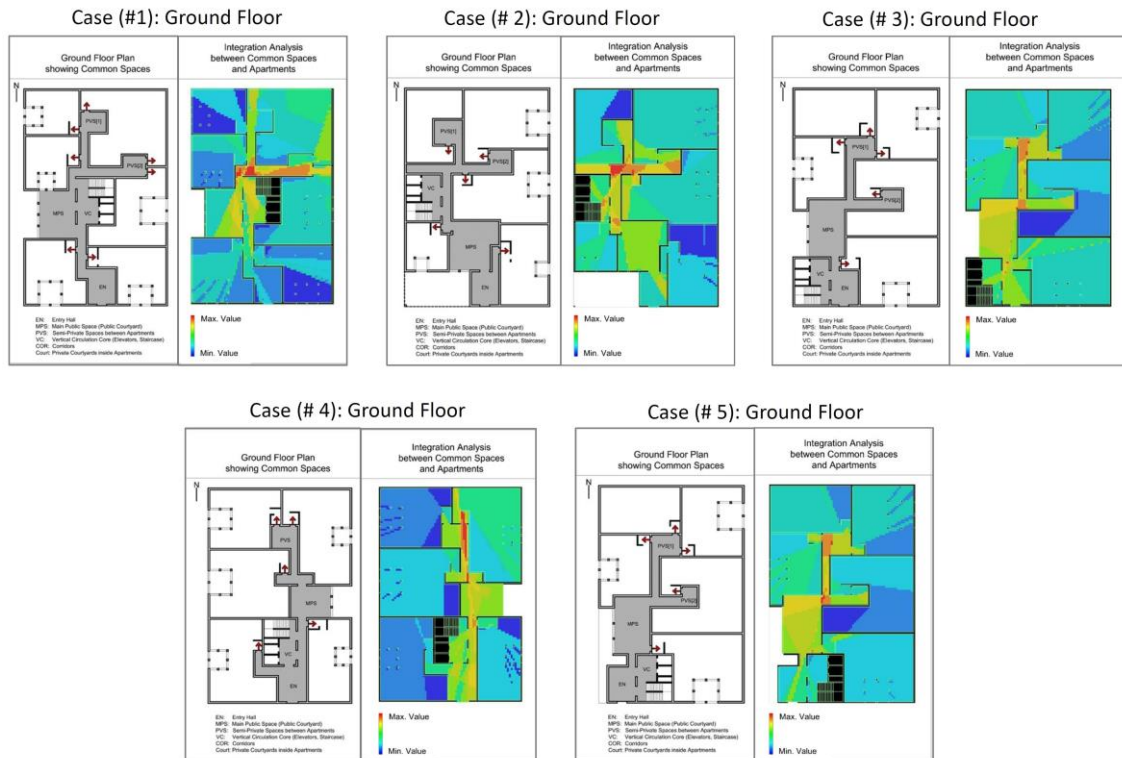 Case (#1): Ground Floor
Ground Floor Plan
showing Common Spaces
Integration Analysis
between Common Spaces
and Apartments
N
PVS[1]
PVS[2]
MPS
VC
EN
EN: Entry Hall
MPS: Main Public Space (Public Courtyard)
PVS: Semi-Private Spaces between Apartments
VC: Vertical Circulation Core (Elevators, Staircase)
COR: Corridors
Court: Private Courtyards inside Apartments
Max. Value
Min. Value
Case (# 2): Ground Floor
Ground Floor Plan
showing Common Spaces
Integration Analysis
between Common Spaces
and Apartments
N
PVS[1]
PVS[2]
VC
MPS
EN
EN: Entry Hall
MPS: Main Public Space (Public Courtyard)
PVS: Semi-Private Spaces between Apartments
VC: Vertical Circulation Core (Elevators, Staircase)
COR: Corridors
Court: Private Courtyards inside Apartments
Max. Value
Min. Value
Case (# 3): Ground Floor
Ground Floor Plan
showing Common Spaces
Integration Analysis
between Common Spaces
and Apartments
N
PVS[1]
PVS[2]
MPS
VC
EN
EN: Entry Hall
MPS: Main Public Space (Public Courtyard)
PVS: Semi-Private Spaces between Apartments
VC: Vertical Circulation Core (Elevators, Staircase)
COR: Corridors
Court: Private Courtyards inside Apartments
Max. Value
Min. Value
Case (# 4): Ground Floor
Ground Floor Plan
showing Common Spaces
Integration Analysis
between Common Spaces
and Apartments
N
PVS
MPS
VC
EN
EN: Entry Hall
MPS: Main Public Space (Public Courtyard)
PVS: Semi-Private Spaces between Apartments
VC: Vertical Circulation Core (Elevators, Staircase)
COR: Corridors
Court: Private Courtyards inside Apartments
Max. Value
Min. Value
Case (# 5): Ground Floor
Ground Floor Plan
showing Common Spaces
Integration Analysis
between Common Spaces
and Apartments
N
PVS[1]
PVS[2]
MPS
VC
EN
EN: Entry Hall
MPS: Main Public Space (Public Courtyard)
PVS: Semi-Private Spaces between Apartments
VC: Vertical Circulation Core (Elevators, Staircase)
COR: Corridors
Court: Private Courtyards inside Apartments
Max. Value
Min. Value